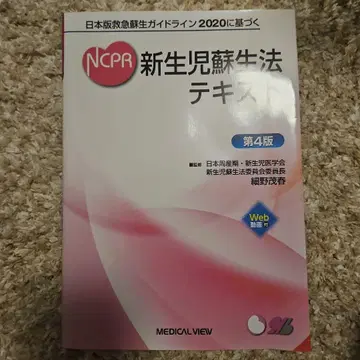 日本版救急蘇生ガイドライン2020に基づく
NCPR
新生児蘇生法
テキスト
第4版
日本周産期・新生児医学会
新生児蘇生法委員会委員長
細野茂春
Web
動画付
MEDICAL VIEW